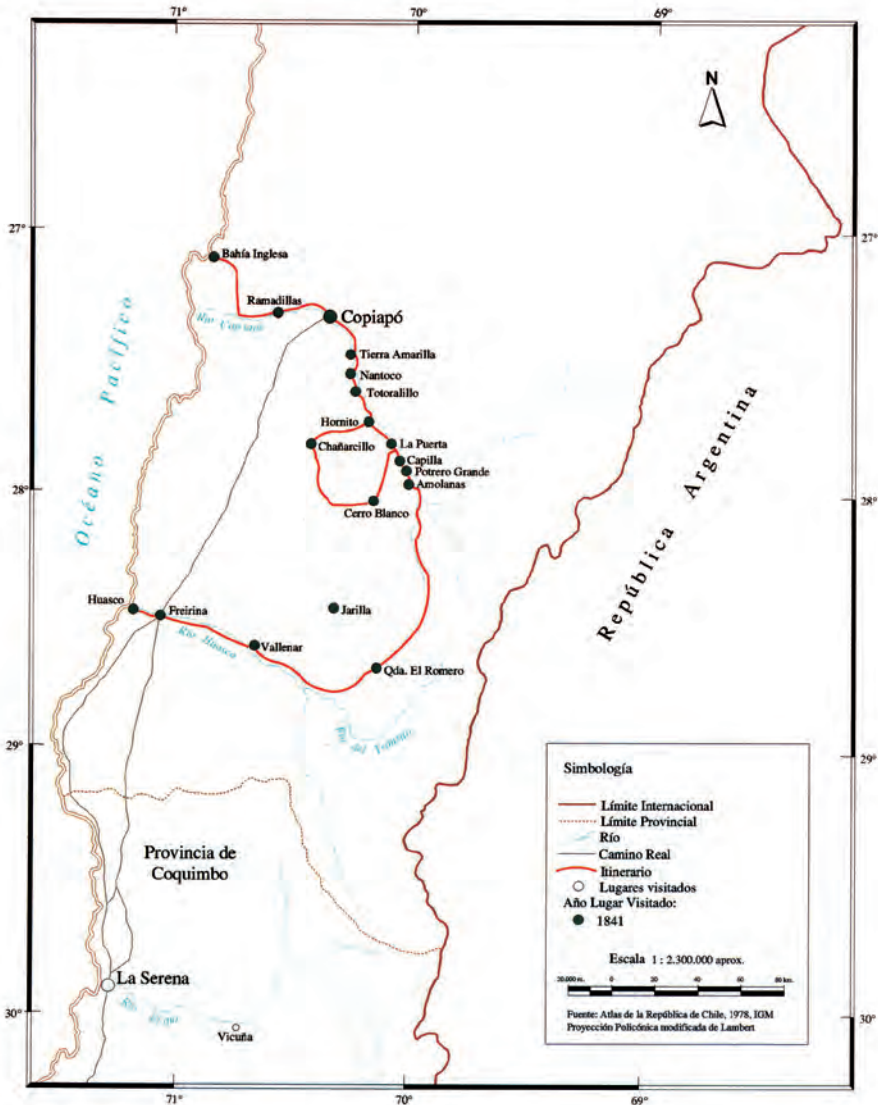 71°
70°
69°
N
27°
27°
Bahía Inglesa
Ramadillas
Río Copiapó
Copiapó
Océano Pacífico
Tierra Amarilla
Nantoco
Totoralillo
Hornito
Chañarcillo
La Puerta
Capilla
Potrero Grande
Amolanas
28°
28°
Cerro Blanco
República Argentina
Huasco
Freirina
Jarilla
Río Huasco
Vallenar
Qda. El Romero
29°
29°
Río del Tránsito
Provincia de
Coquimbo
La Serena
Río Elqui
Vicuña
30°
30°
Simbología
Límite Internacional
Límite Provincial
Río
Camino Real
Itinerario
Lugares visitados
Año Lugar Visitado:
1841
Escala 1 : 2.300.000 aprox.
20.000 m. 0 20 40 60 80 km.
Fuente: Atlas de la República de Chile, 1978, IGM
Proyección Policónica modificada de Lambert
71°
70°
69°